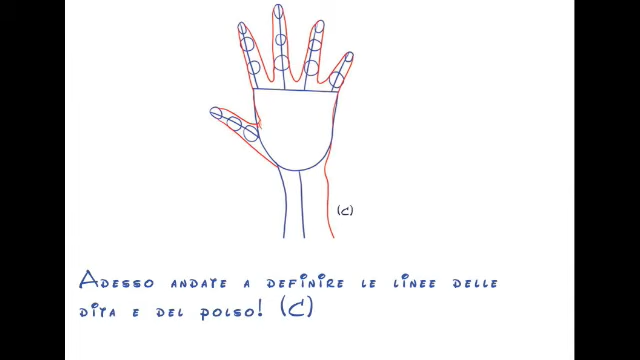 (C)
Adesso andate a definire le linee delle
dita e del polso! (C)